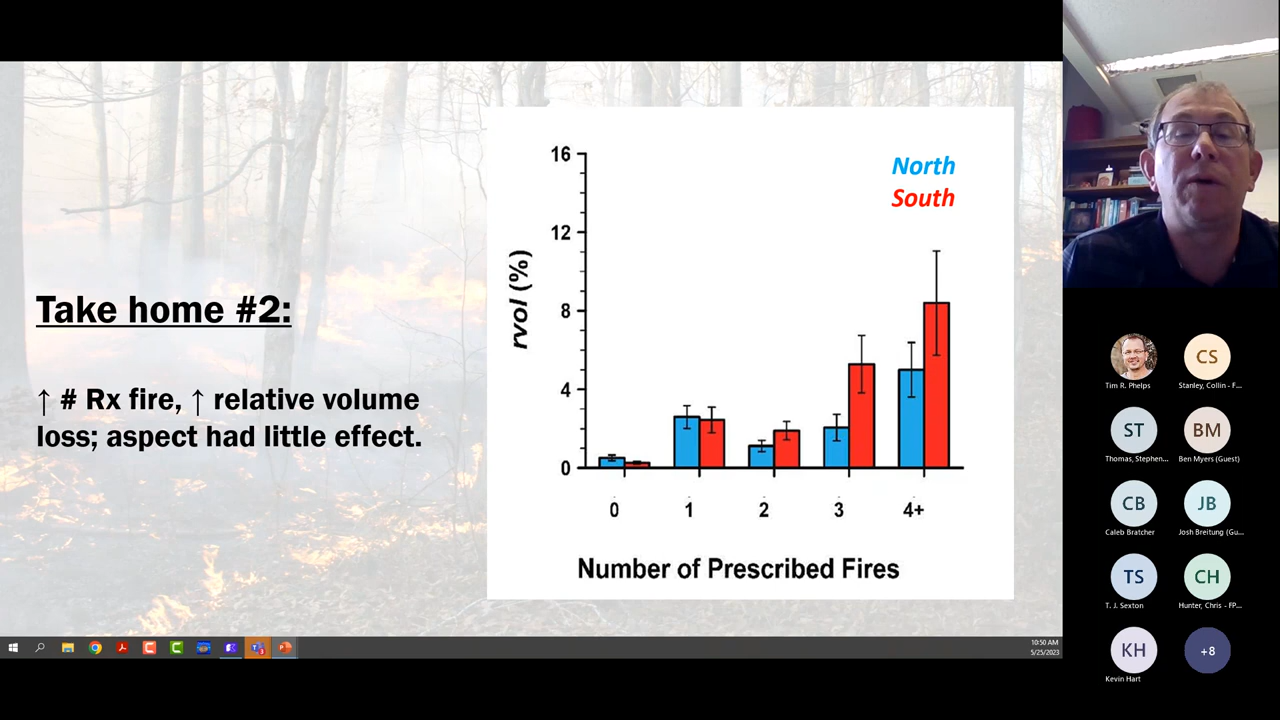 Take home #2:
↑ # Rx fire, ↑ relative volume
loss; aspect had little effect.
North
South
16
12
8
4
0
rvol (%)
0 1 2 3 4+
Number of Prescribed Fires
10:50 AM
5/25/2023
Tim R. Phelps
CS
Stanley, Collin - F...
ST
Thomas, Stephen...
BM
Ben Myers (Guest)
CB
Caleb Bratcher
JB
Josh Breitung (Gu...
TS
T. J. Sexton
CH
Hunter, Chris - FP...
KH
Kevin Hart
+8